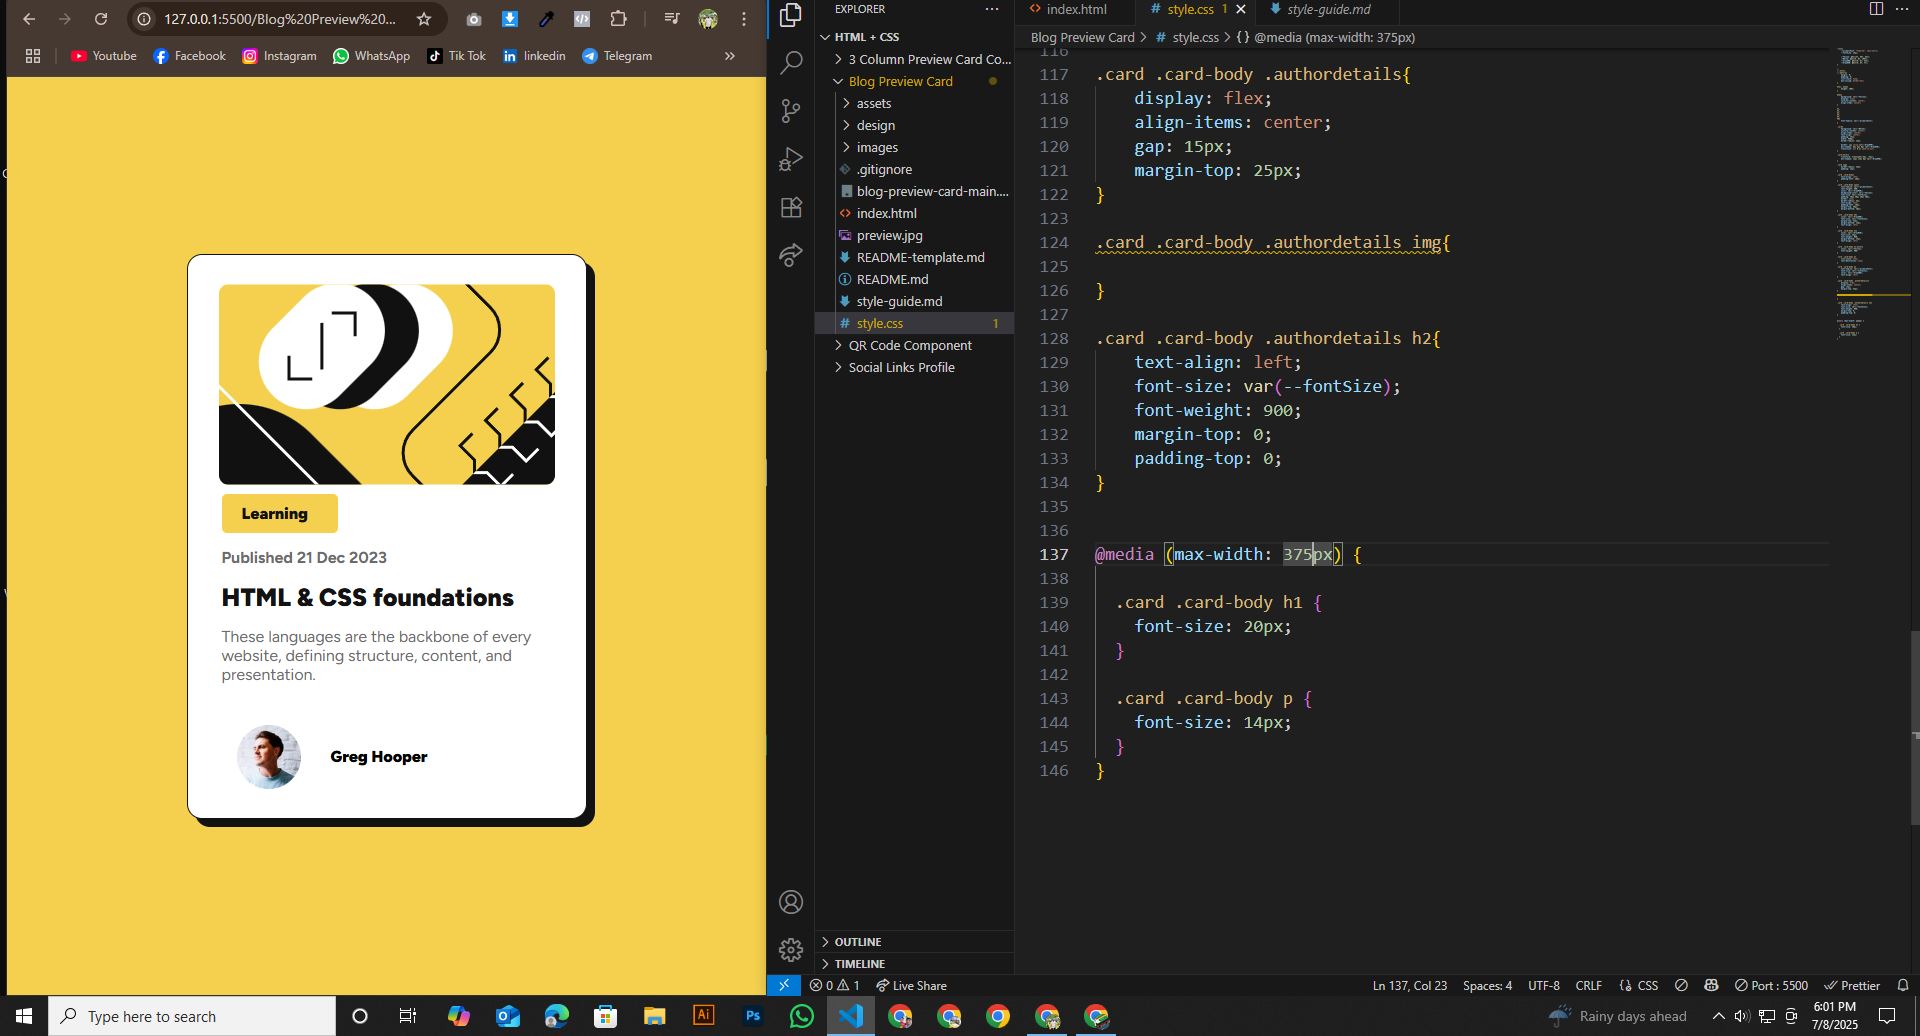 127.0.0.1:5500/Blog%20Preview%20...
Youtube
Facebook
Instagram
WhatsApp
Tik Tok
linkedin
Telegram
»
Learning
Published 21 Dec 2023
HTML & CSS foundations
These languages are the backbone of every
website, defining structure, content, and
presentation.
Greg Hooper
EXPLORER
HTML + CSS
3 Column Preview Card Co...
Blog Preview Card
assets
design
images
.gitignore
blog-preview-card-main....
index.html
preview.jpg
README-template.md
README.md
style-guide.md
# style.css 1
QR Code Component
Social Links Profile
OUTLINE
TIMELINE
index.html
# style.css 1
style-guide.md
Blog Preview Card > # style.css > {} @media (max-width: 375px)
116
117 .card .card-body .authordetails{
118 display: flex;
119 align-items: center;
120 gap: 15px;
121 margin-top: 25px;
122 }
123
124 .card .card-body .authordetails img{
125
126 }
127
128 .card .card-body .authordetails h2{
129 text-align: left;
130 font-size: var(--fontSize);
131 font-weight: 900;
132 margin-top: 0;
133 padding-top: 0;
134 }
135
136
137 @media (max-width: 375px) {
138
139 .card .card-body h1 {
140 font-size: 20px;
141 }
142
143 .card .card-body p {
144 font-size: 14px;
145 }
146 }
0 1 Live Share
Ln 137, Col 23 Spaces: 4 UTF-8 CRLF {} CSS Port : 5500 Prettier
Type here to search
Ai
Ps
Rainy days ahead
6:01 PM
7/8/2025